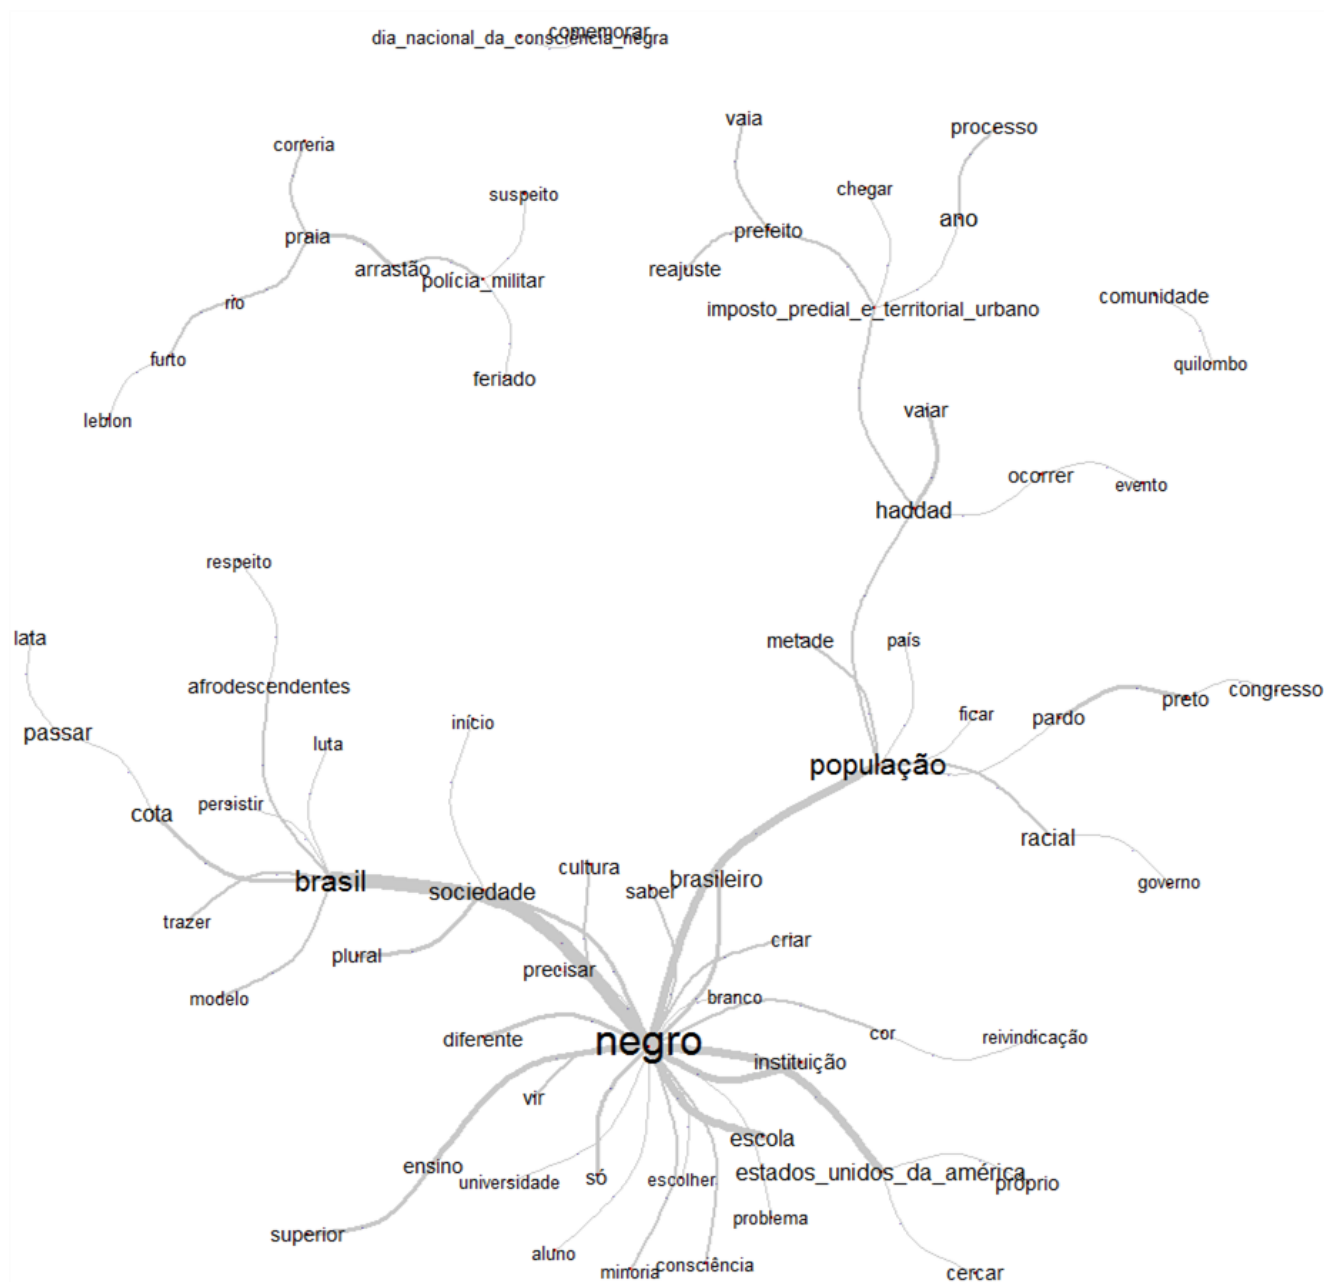 comemorar
dia_nacional_da_consciência_negra
vaia
processo
correria
chegar
suspeito
ano
prefeito
praia
arrastão
reajuste
polícia_militar
comunidade
rio
imposto_predial_e_territorial_urbano
furto
quilombo
feriado
vaiar
leblon
ocorrer
evento
haddad
respeito
lata
metade
país
afrodescendentes
congresso
preto
ficar
pardo
início
passar
luta
população
persistir
cota
racial
cultura
brasil
sociedade
saber
brasileiro
governo
trazer
criar
plural
precisar
modelo
branco
cor
reivindicação
diferente
negro
instituição
vir
escola
ensino
universidade
só
escolher
estados_unidos_da_américa
próprio
problema
superior
aluno
minoria
consciência
cercar